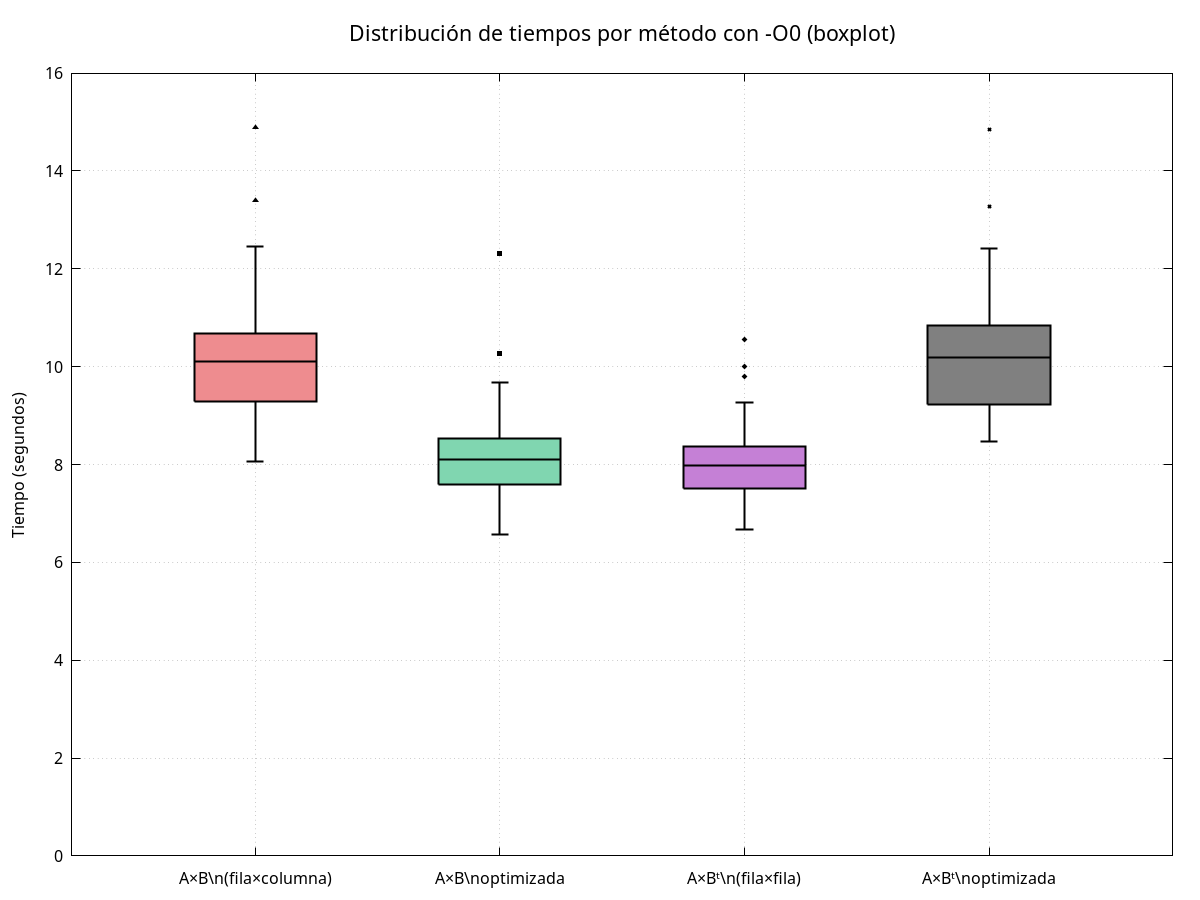 Distribución de tiempos por método con -O0 (boxplot)
16
14
12
10
8
6
4
2
0
Tiempo (segundos)
A×B\n(fila×columna)
A×B\noptimizada
A×Bᵗ\n(fila×fila)
A×Bᵗ\noptimizada